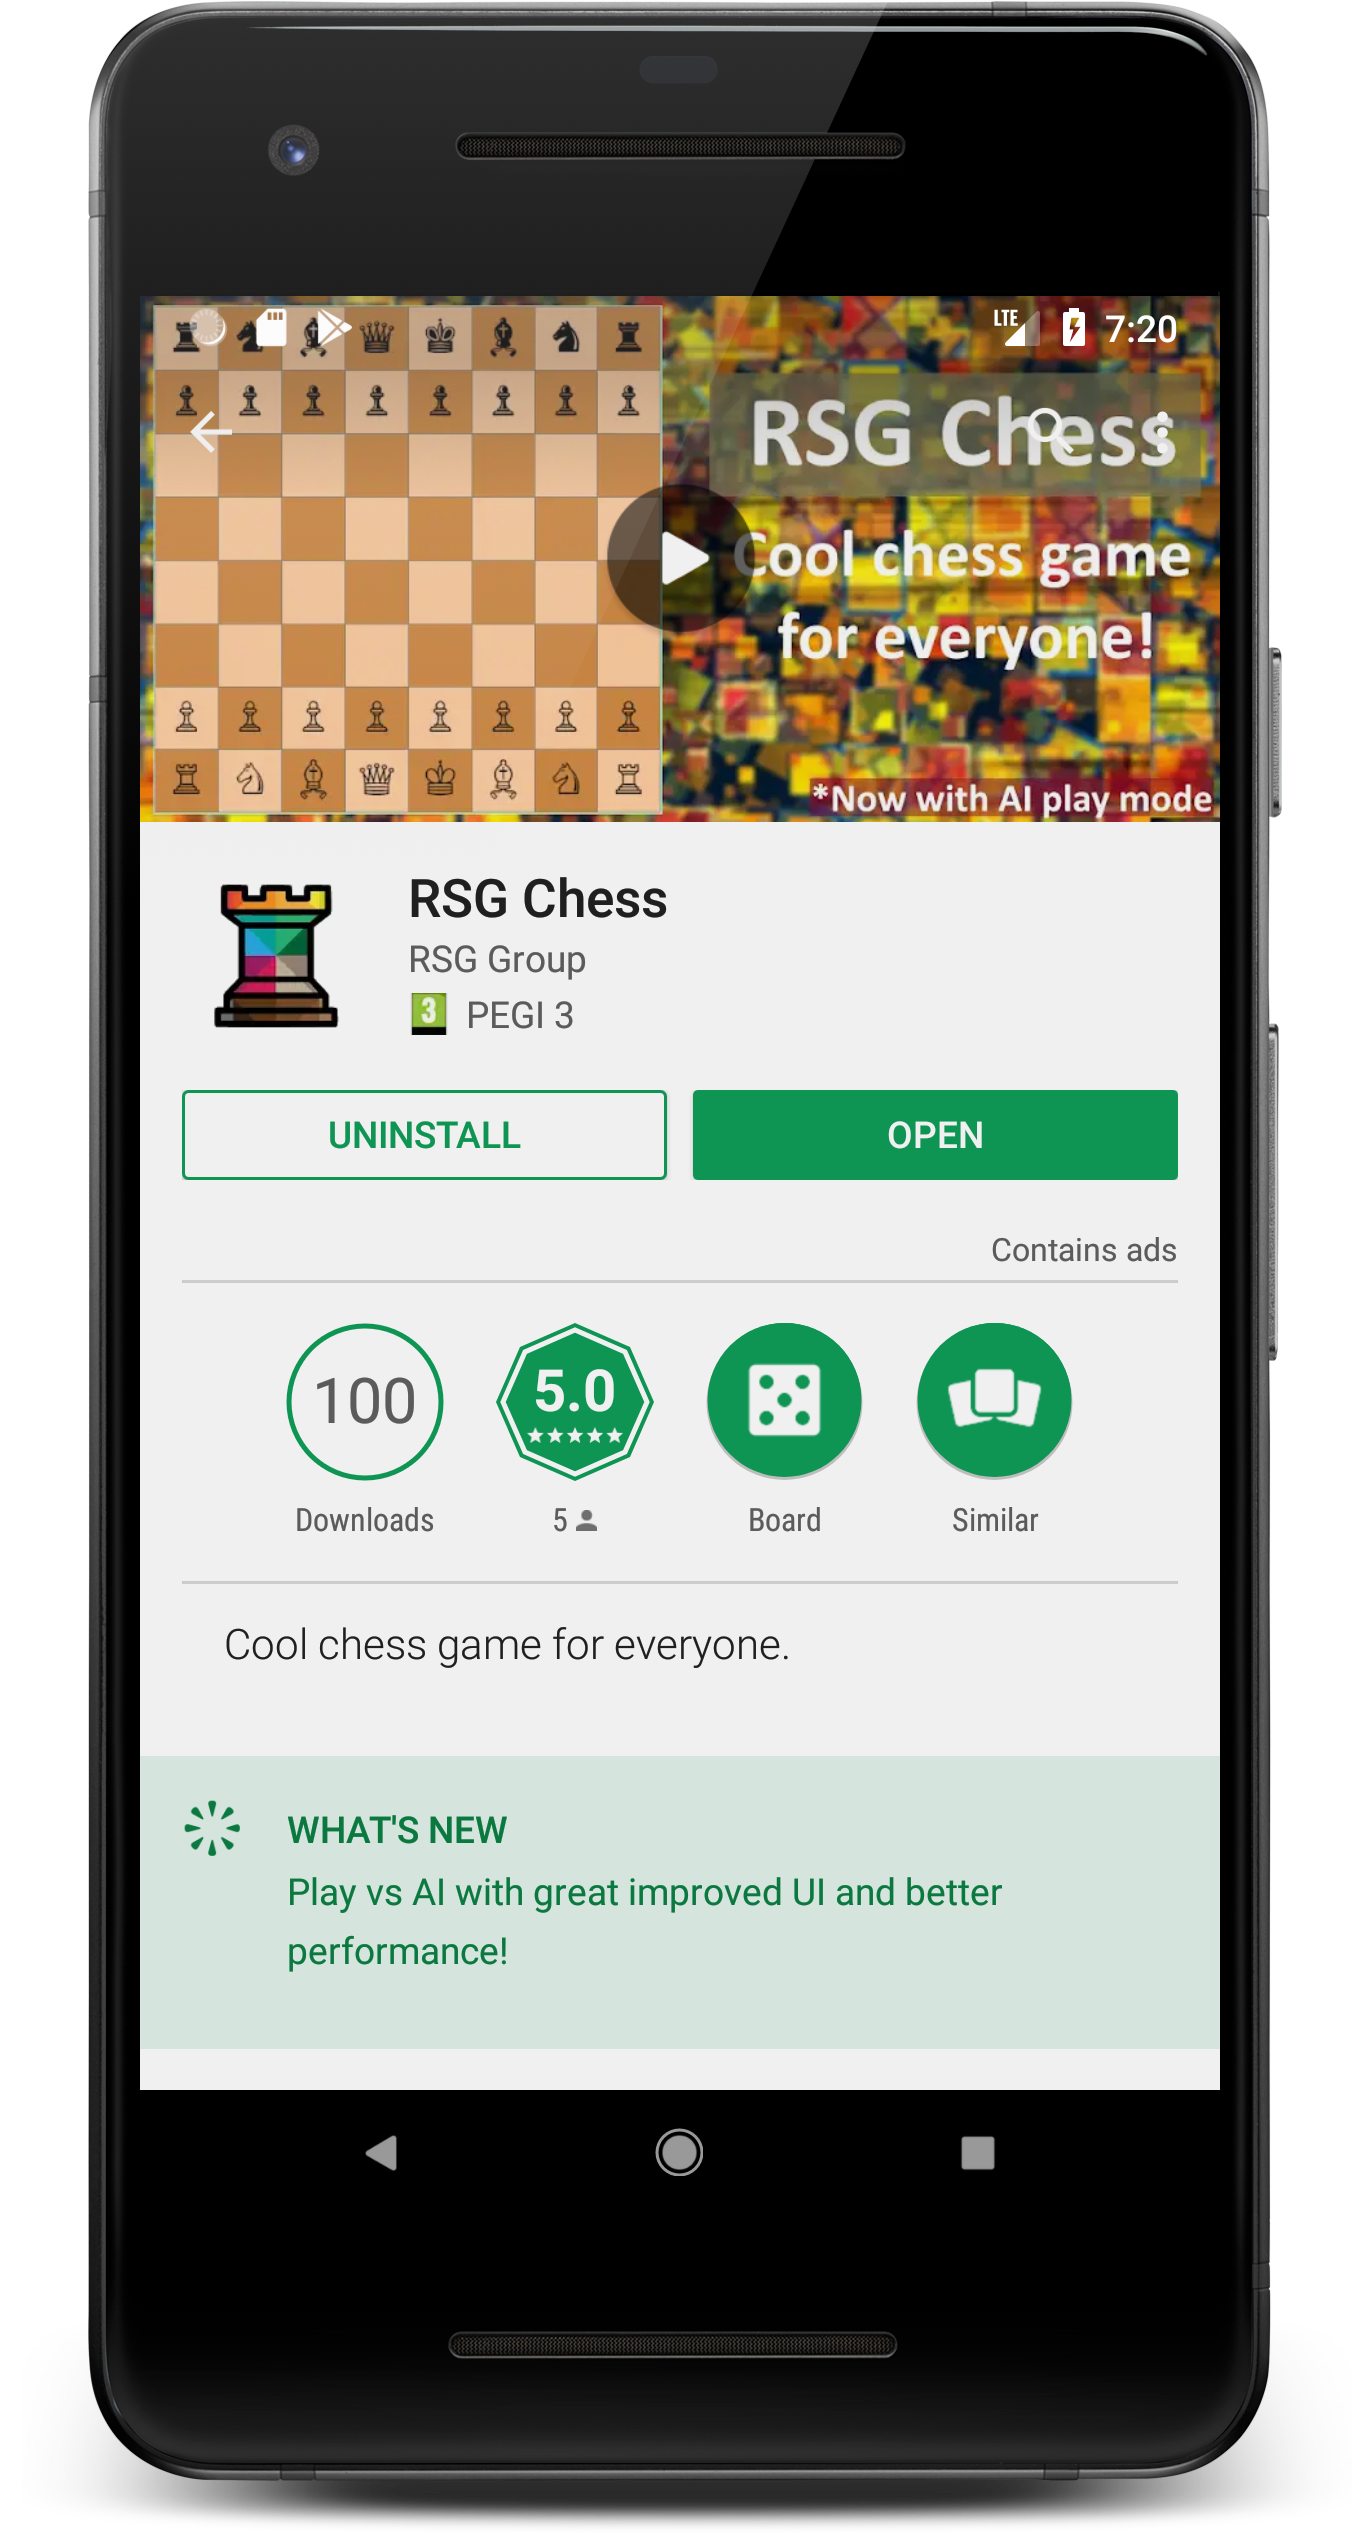 LTE 7:20
RSG Chess
Cool chess game
for everyone!
*Now with AI play mode
RSG Chess
RSG Group
3 PEGI 3
UNINSTALL
OPEN
Contains ads
100
5.0
Downloads
5
Board
Similar
Cool chess game for everyone.
WHAT'S NEW
Play vs AI with great improved UI and better
performance!